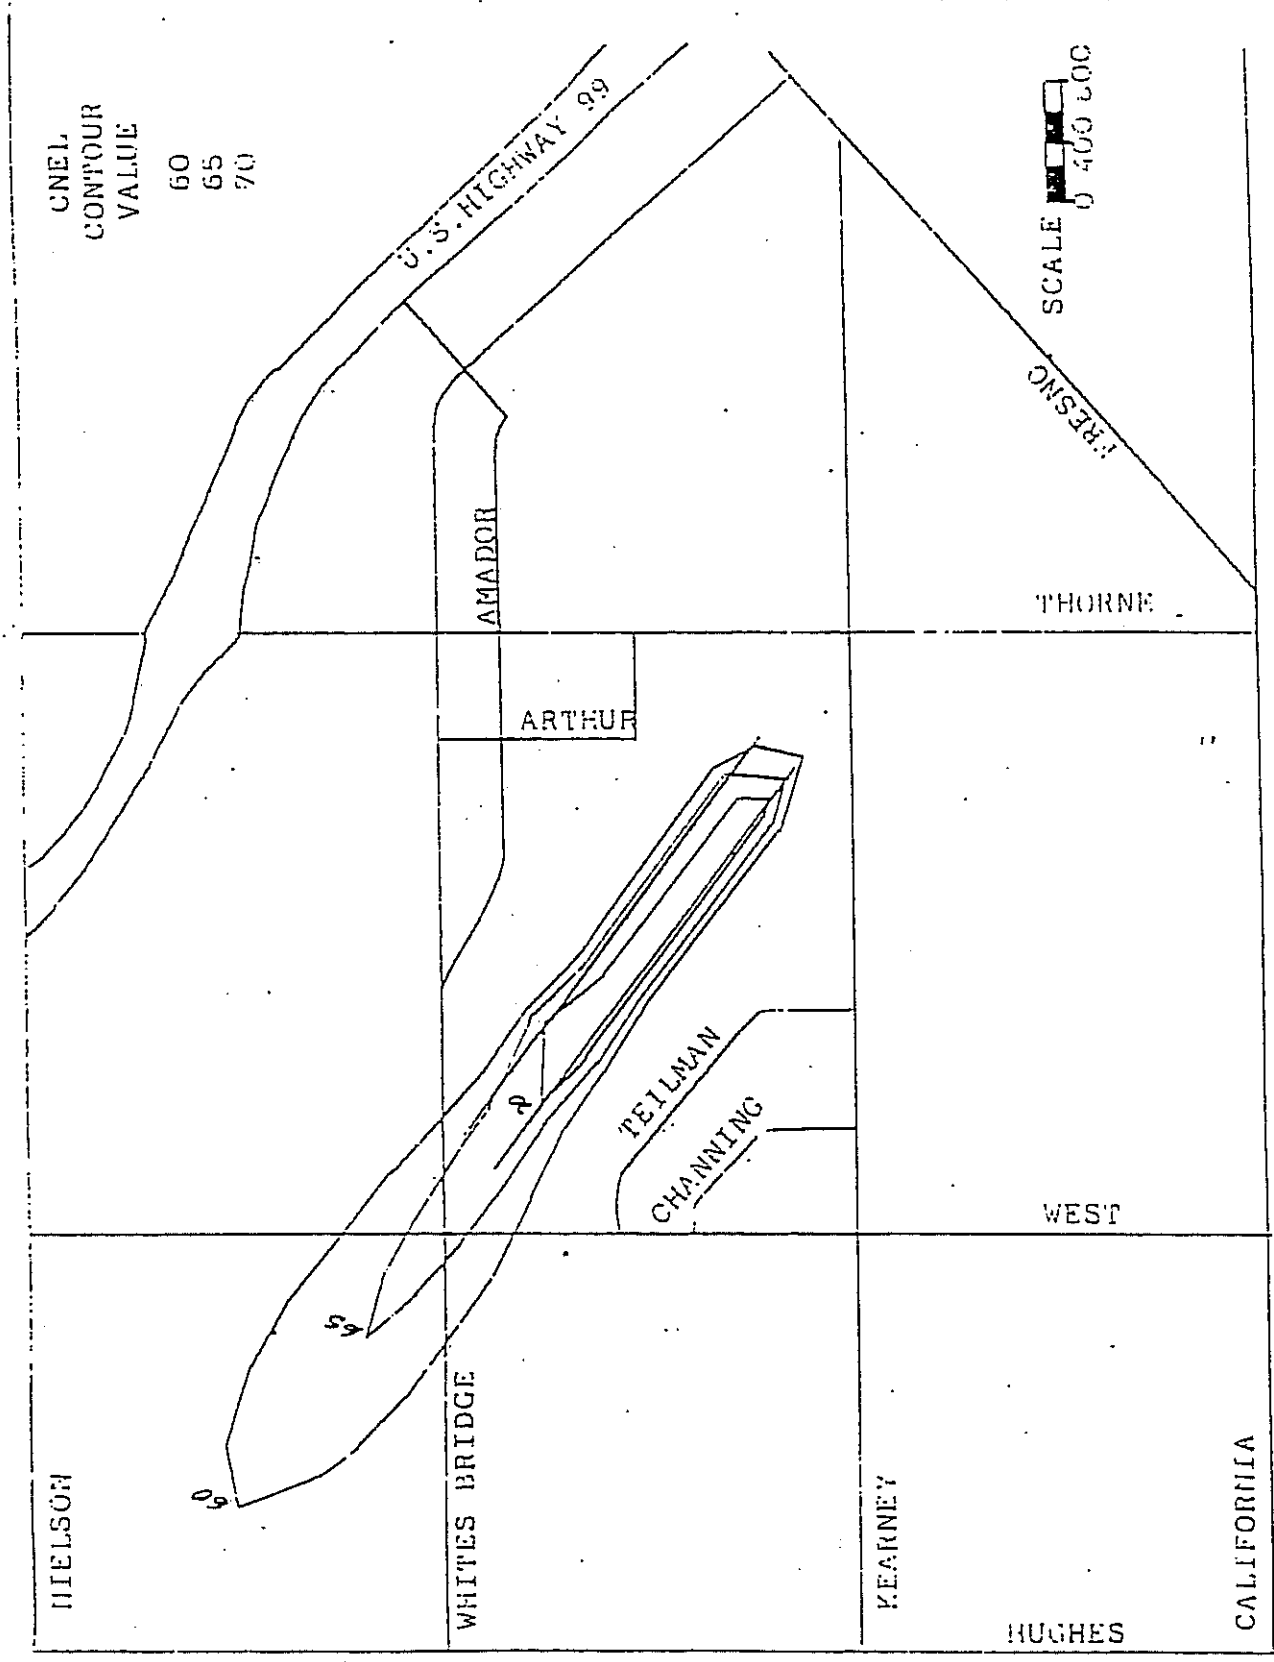 CNEL
CONTOUR
VALUE
60
65
70
U.S.HIGHWAY 99
AMADOR
ARTHUR
THORNE
FRESNO
SCALE
0 400 800
TEILMAN
CHANNING
WEST
70
65
60
NIELSON
WHITES BRIDGE
KEARNEY
CALIFORNIA
HUGHES